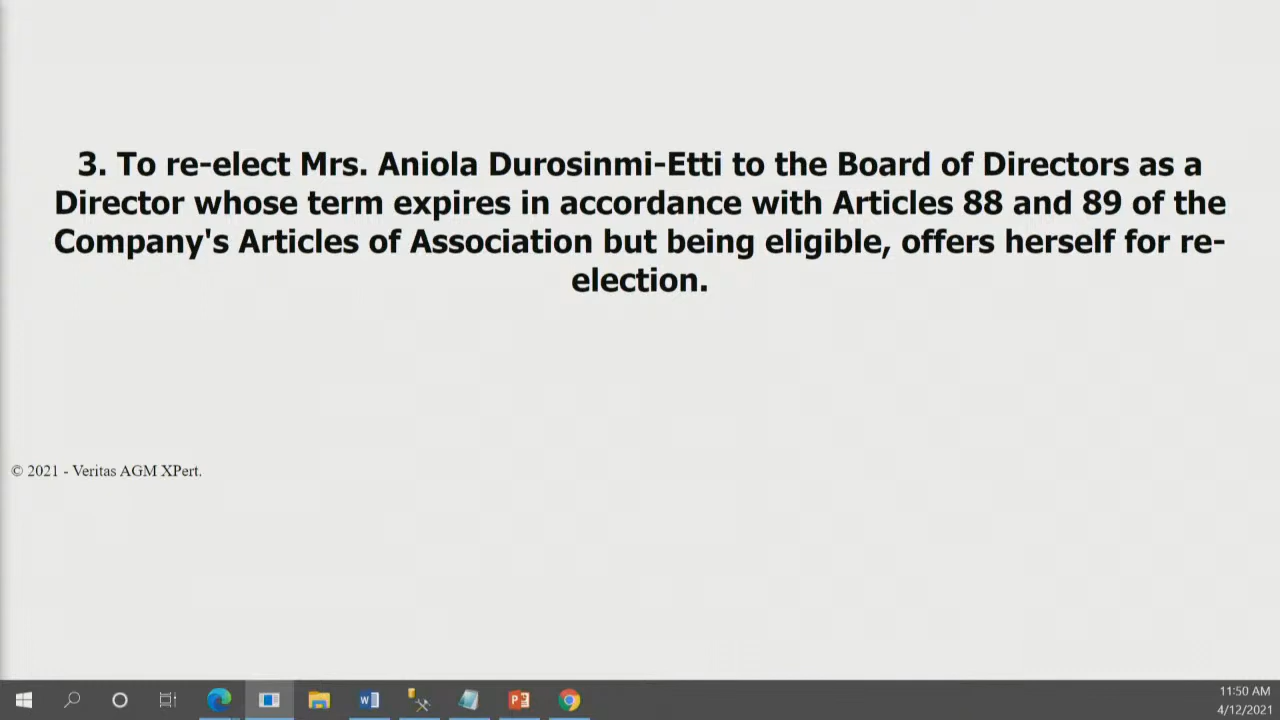 3. To re-elect Mrs. Aniola Durosinmi-Etti to the Board of Directors as a
Director whose term expires in accordance with Articles 88 and 89 of the
Company's Articles of Association but being eligible, offers herself for re-
election.
© 2021 - Veritas AGM XPert.
11:50 AM
4/12/2021